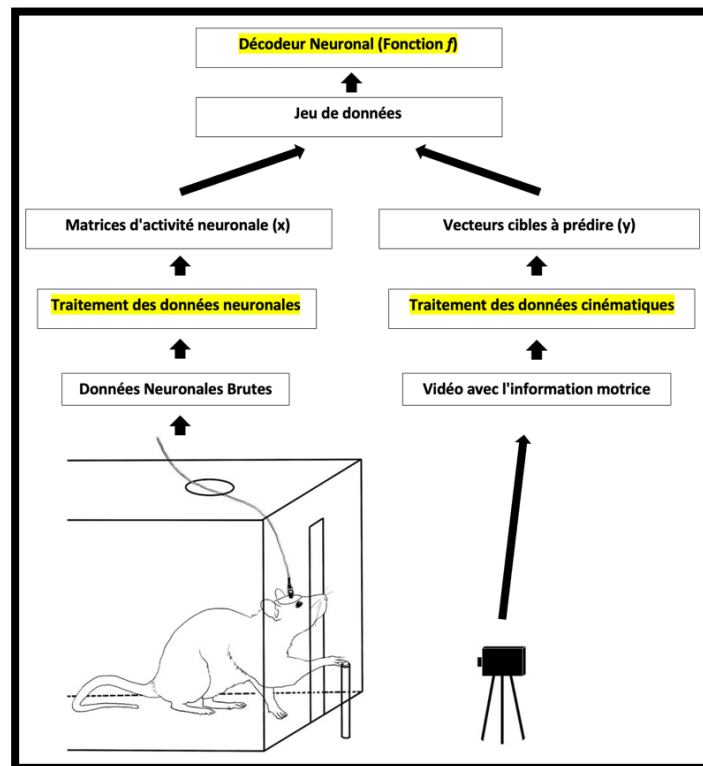 Décodeur Neuronal (Fonction f)
Jeu de données
Matrices d'activité neuronale (x)
Vecteurs cibles à prédire (y)
Traitement des données neuronales
Traitement des données cinématiques
Données Neuronales Brutes
Vidéo avec l'information motrice